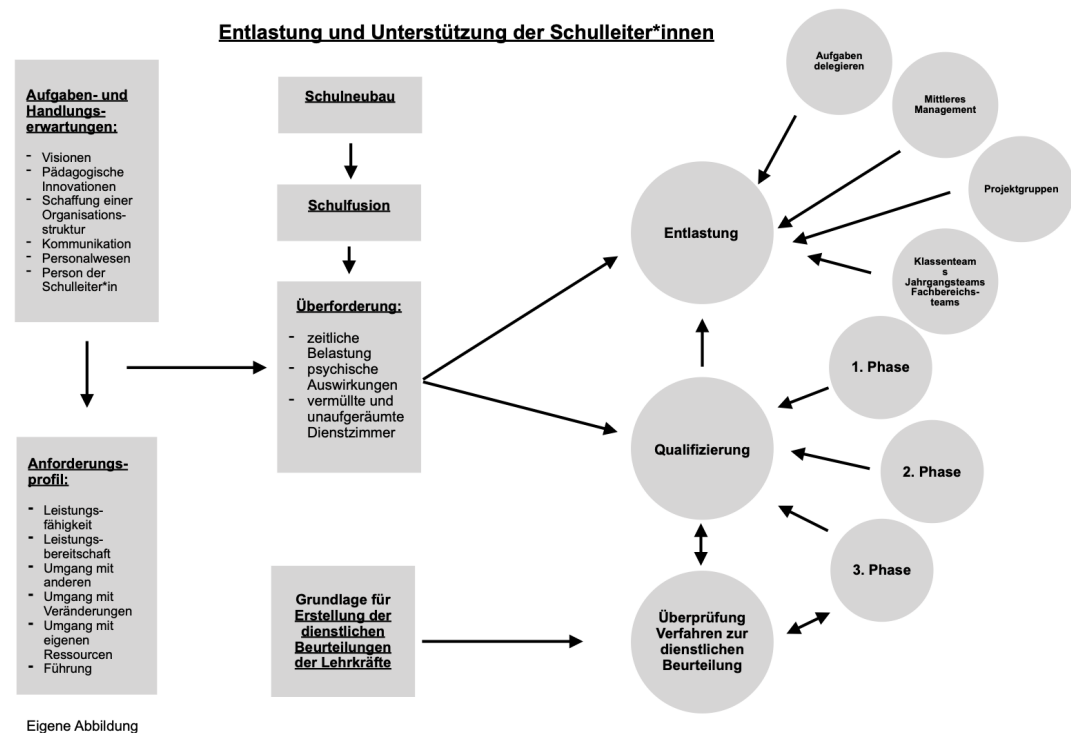 Entlastung und Unterstützung der Schulleiter*innen
Aufgaben- und
Handlungs-
erwartungen:
- Visionen
- Pädagogische
Innovationen
- Schaffung einer
Organisations-
struktur
- Kommunikation
- Personalwesen
- Person der
Schulleiter*in
Anforderungs-
profil:
- Leistungs-
fähigkeit
- Leistungs-
bereitschaft
- Umgang mit
anderen
- Umgang mit
Veränderungen
- Umgang mit
eigenen
Ressourcen
- Führung
Schulneubau
Schulfusion
Überforderung:
- zeitliche
Belastung
- psychische
Auswirkungen
- vermüllte und
unaufgeräumte
Dienstzimmer
Grundlage für
Erstellung der
dienstlichen
Beurteilungen
der Lehrkräfte
Entlastung
Qualifizierung
Überprüfung
Verfahren zur
dienstlichen
Beurteilung
Aufgaben
delegieren
Mittleres
Management
Projektgruppen
Klassenteam
s
Jahrgangsteams
Fachbereichs-
teams
1. Phase
2. Phase
3. Phase
Eigene Abbildung